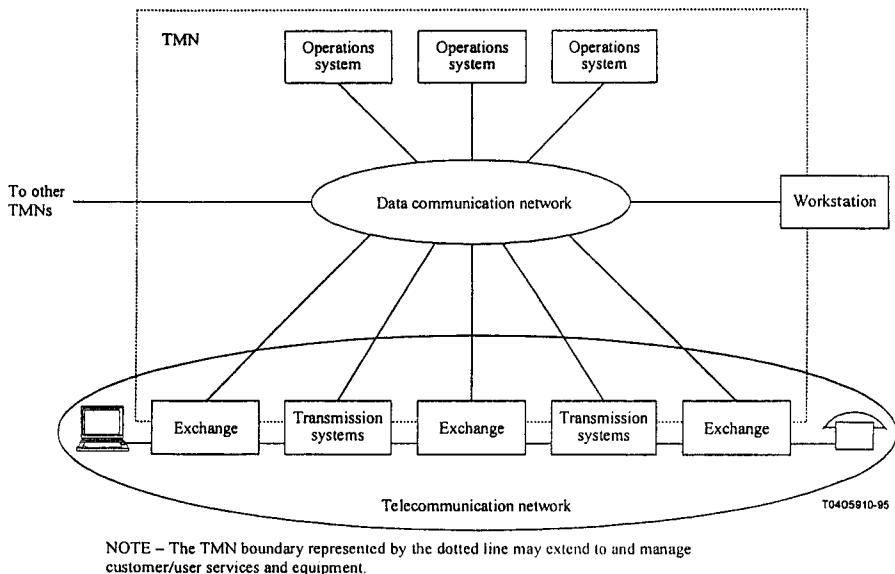 TMN
Operations
system
Operations
system
Operations
system
To other
TMNs
Data communication network
Workstation
Exchange
Transmission
systems
Exchange
Transmission
systems
Exchange
Telecommunication network
T0405910-95
NOTE – The TMN boundary represented by the dotted line may extend to and manage
customer/user services and equipment.